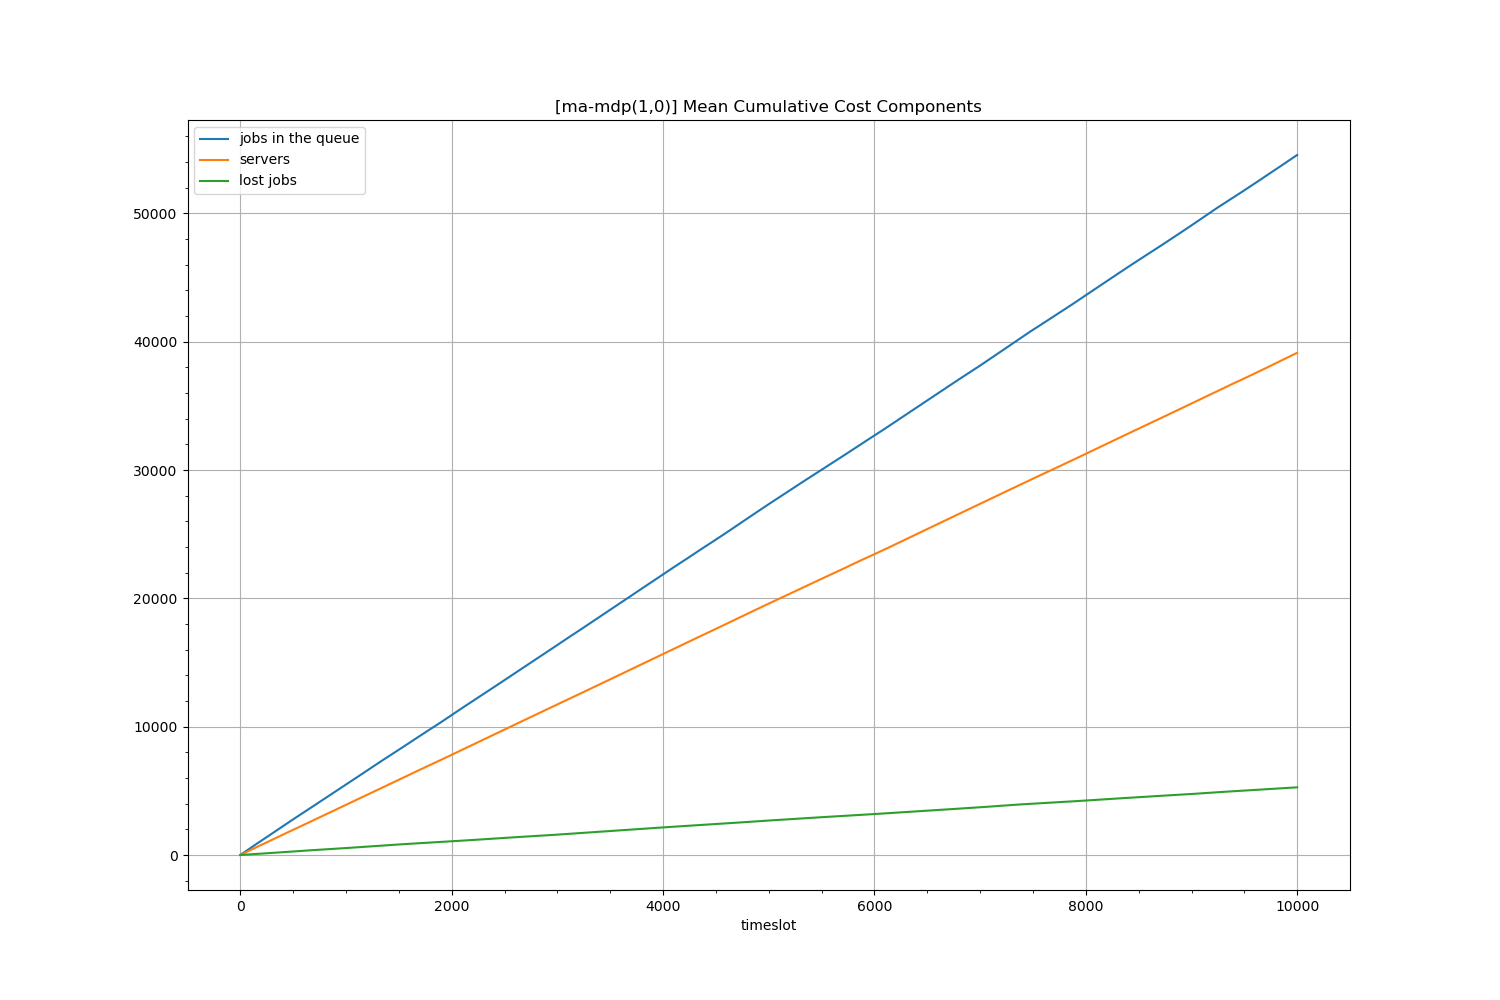 [ma-mdp(1,0)] Mean Cumulative Cost Components
jobs in the queue
servers
lost jobs
50000
40000
30000
20000
10000
0
0 2000 4000 6000 8000 10000
timeslot